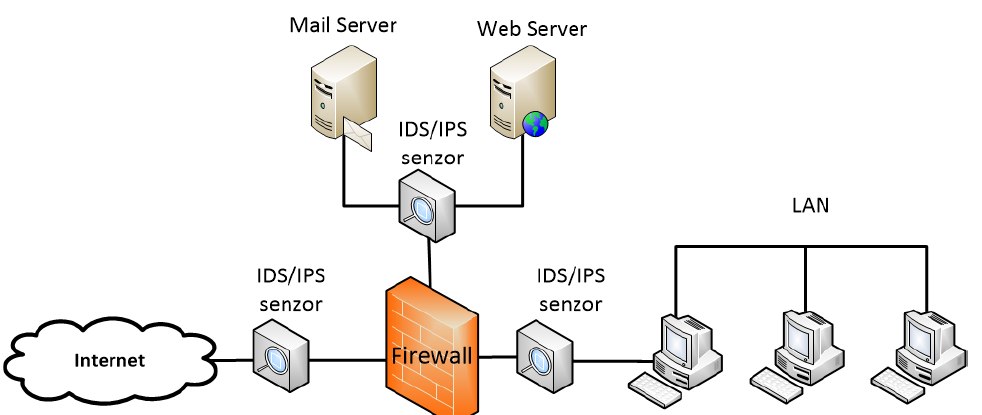 Mail Server
Web Server
IDS/IPS
senzor
LAN
IDS/IPS
senzor
IDS/IPS
senzor
Internet
Firewall